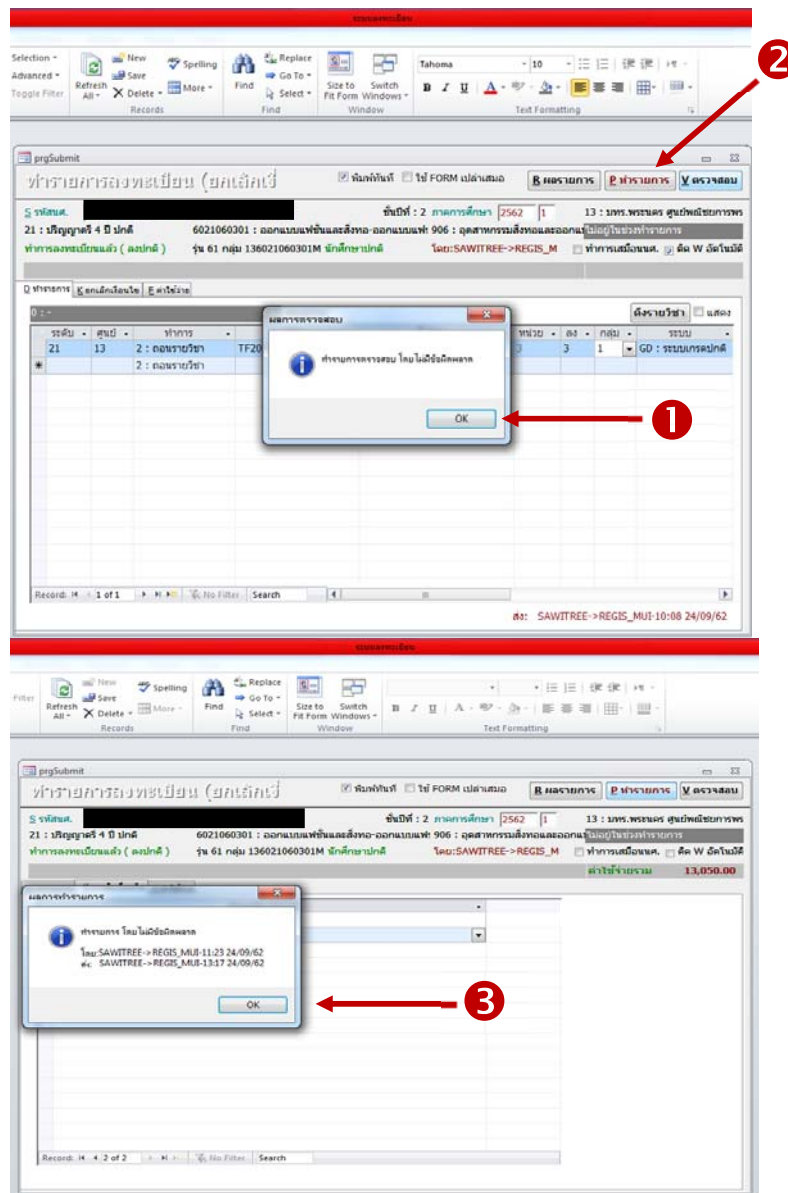 ระบบลงทะเบียน
Selection
Advanced
Toggle Filter
Refresh All
New
Save
Delete
Spelling
More
Records
Find
Replace
Go To
Select
Find
Size to Fit Form
Switch Windows
Window
Tahoma
10
B I U A
Text Formatting
2
prgSubmit
ทำรายการลงทะเบียน (ยกเลิกเงื่
พิมพ์ทันที
ใช้ FORM เปล่าเสมอ
R ผลรายการ
P ทำรายการ
V ตรวจสอบ
S รหัสนศ.
ชั้นปีที่ : 2 ภาคการศึกษา 2562 1
13 : มทร.พระนคร ศูนย์พณิชยการพร
21 : ปริญญาตรี 4 ปี ปกติ
6021060301 : ออกแบบแฟชั่นและสิ่งทอ-ออกแบบแฟ
906 : อุตสาหกรรมสิ่งทอและออกแ
ไม่อยู่ในช่วงทำรายการ
ทำการลงทะเบียนแล้ว ( ลงปกติ )
รุ่น 61 กลุ่ม 136021060301M นักศึกษาปกติ
โดย:SAWITREE->REGIS_M
ทำการเสมือนนศ.
ติด W อัตโนมัติ
D ทำรายการ
K ยกเลิกเงื่อนไข
E ค่าใช้จ่าย
0 : -
ดึงรายวิชา
แสดง
ระดับ ศูนย์ ทำการ
หน่วย ลง กลุ่ม ระบบ
21 13 2 : ถอนรายวิชา TF20
3 3 1 GD : ระบบเกรดปกติ
2 : ถอนรายวิชา
ผลการตรวจสอบ
ทำรายการตรวจสอบ โดย ไม่มีข้อผิดพลาด
OK
1
Record: 1 of 1 No Filter Search
ส่ง: SAWITREE->REGIS_MUI-10:08 24/09/62
ระบบลงทะเบียน
Filter
Refresh All
New
Save
Delete
Spelling
More
Records
Find
Replace
Go To
Select
Find
Size to Fit Form
Switch Windows
Window
B I U A
Text Formatting
prgSubmit
ทำรายการลงทะเบียน (ยกเลิกเงื่
พิมพ์ทันที
ใช้ FORM เปล่าเสมอ
R ผลรายการ
P ทำรายการ
V ตรวจสอบ
S รหัสนศ.
ชั้นปีที่ : 2 ภาคการศึกษา 2562 1
13 : มทร.พระนคร ศูนย์พณิชยการพร
21 : ปริญญาตรี 4 ปี ปกติ
6021060301 : ออกแบบแฟชั่นและสิ่งทอ-ออกแบบแฟ
906 : อุตสาหกรรมสิ่งทอและออกแ
ไม่อยู่ในช่วงทำรายการ
ทำการลงทะเบียนแล้ว ( ลงปกติ )
รุ่น 61 กลุ่ม 136021060301M นักศึกษาปกติ
โดย:SAWITREE->REGIS_M
ทำการเสมือนนศ.
ติด W อัตโนมัติ
ค่าใช้จ่ายรวม 13,050.00
ผลการทำรายการ
ทำรายการ โดย ไม่มีข้อผิดพลาด
โดย:SAWITREE->REGIS_MUI-11:23 24/09/62
ส่ง: SAWITREE->REGIS_MUI-13:17 24/09/62
OK
3
Record: 2 of 2 No Filter Search